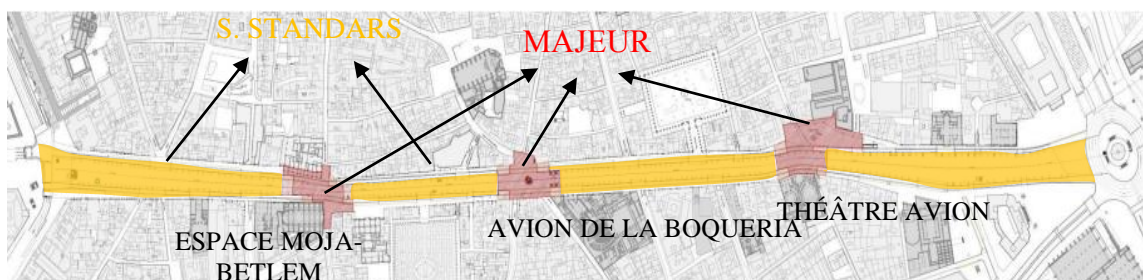 S. STANDARS
MAJEUR
ESPACE MOJA-
BETLEM
AVION DE LA BOQUERIA
THÉÂTRE AVION